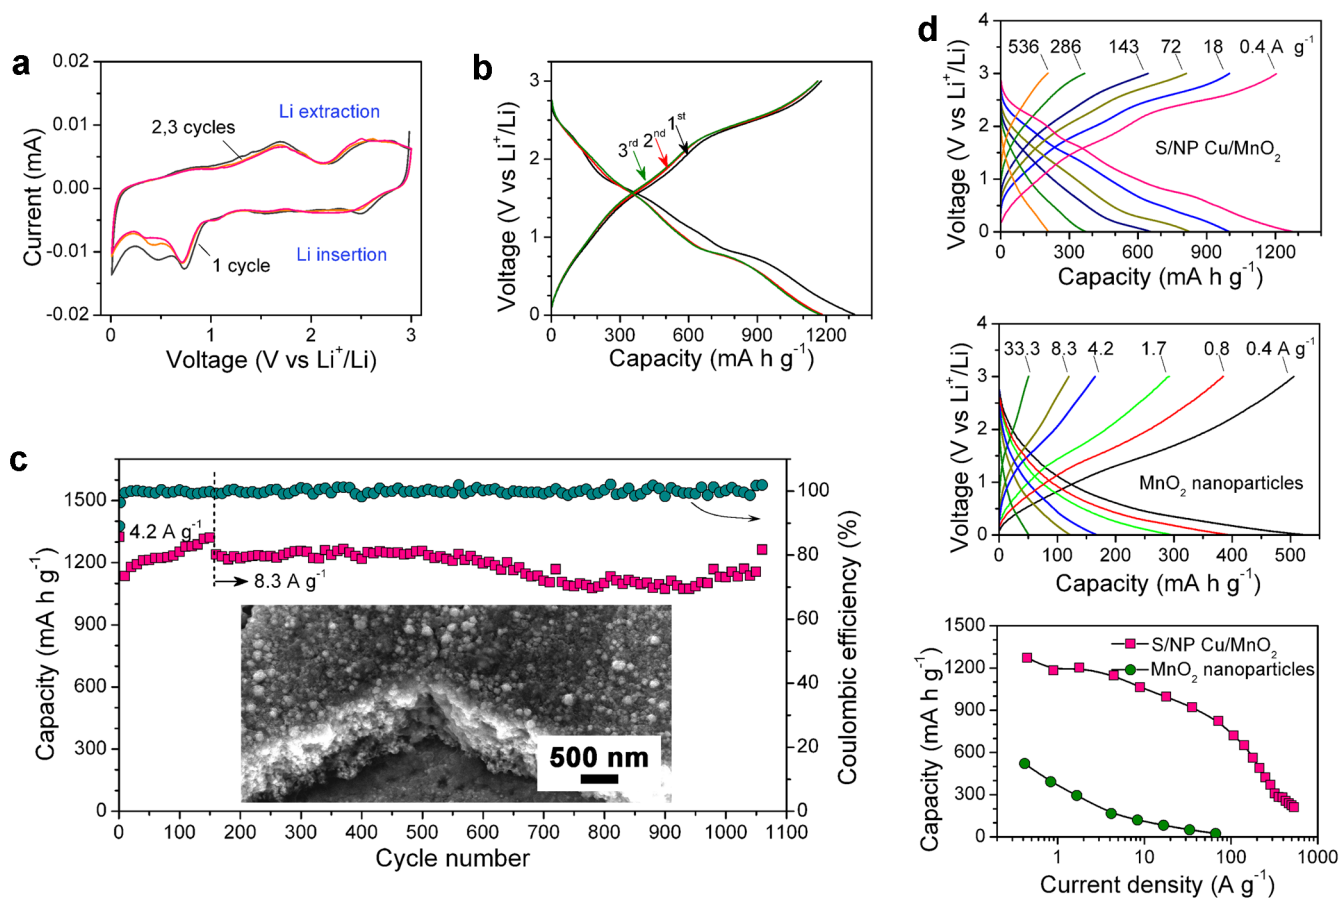 a
0.02
0.01
0.00
-0.01
-0.02
Current (mA)
2,3 cycles
Li extraction
1 cycle
Li insertion
0
1
2
3
Voltage (V vs Li⁺/Li)
b
3
2
1
0
Voltage (V vs Li⁺/Li)
3rd 2nd 1st
0
300
600
900
1200
Capacity (mA h g⁻¹)
c
1500
1200
900
600
300
0
Capacity (mA h g⁻¹)
4.2 A g⁻¹
8.3 A g⁻¹
500 nm
100
80
60
40
20
0
Coulombic efficiency (%)
0
100
200
300
400
500
600
700
800
900
1000
1100
Cycle number
d
4
3
2
1
0
Voltage (V vs Li⁺/Li)
536 286 143 72 18 0.4 A g⁻¹
S/NP Cu/MnO₂
0
300
600
900
1200
Capacity (mA h g⁻¹)
4
3
2
1
0
Voltage (V vs Li⁺/Li)
33.3 8.3 4.2 1.7 0.8 0.4 A g⁻¹
MnO₂ nanoparticles
0
100
200
300
400
500
Capacity (mA h g⁻¹)
1500
1200
900
600
300
0
Capacity (mA h g⁻¹)
S/NP Cu/MnO₂
MnO₂ nanoparticles
1
10
100
1000
Current density (A g⁻¹)